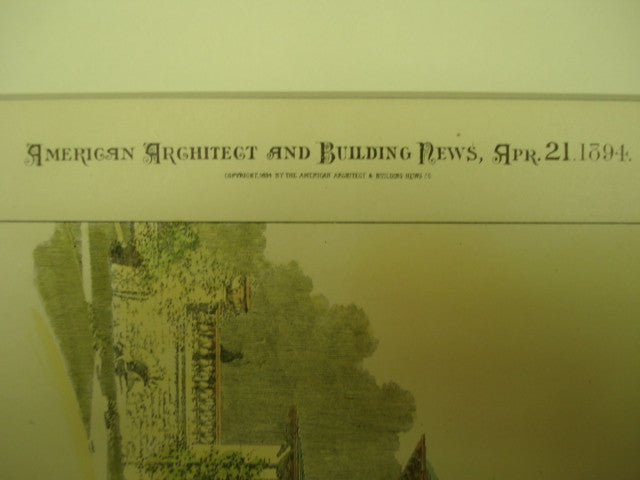 AMERICAN ARCHITECT AND BUILDING NEWS, APR. 21. 1894.
COPYRIGHT, 1894 BY THE AMERICAN ARCHITECT & BUILDING NEWS CO